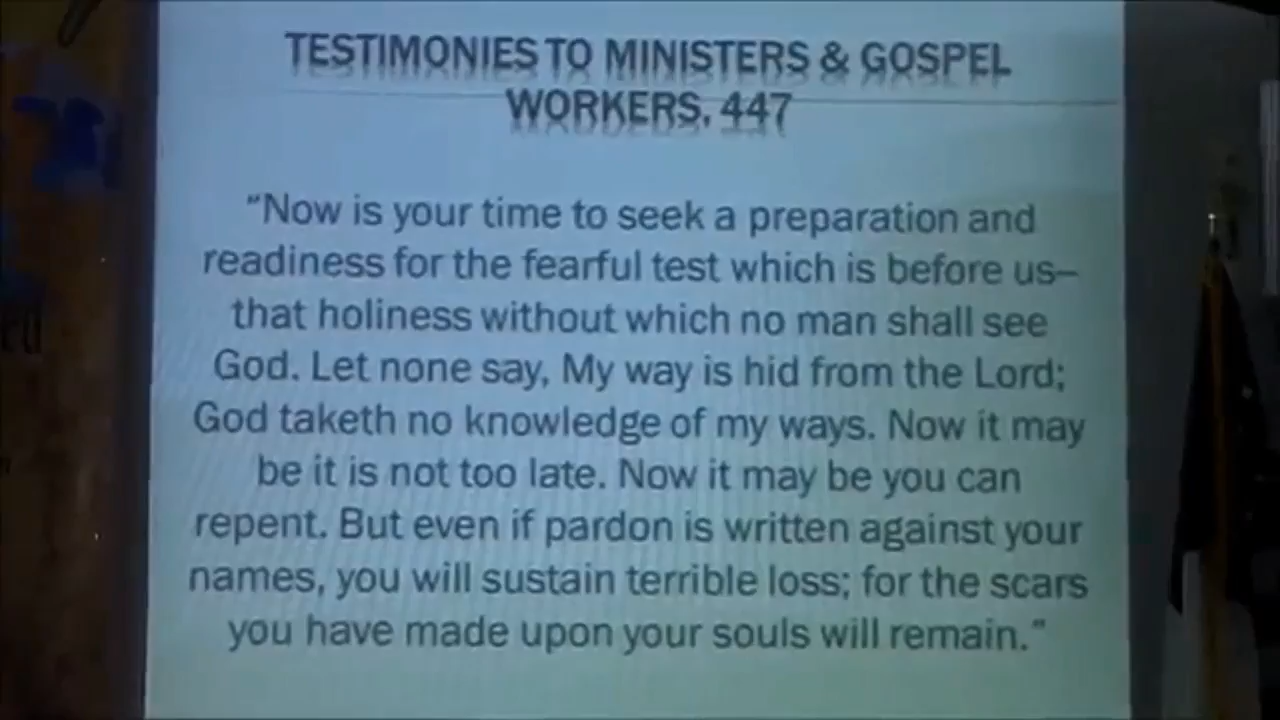 TESTIMONIES TO MINISTERS & GOSPEL
WORKERS, 447
“Now is your time to seek a preparation and
readiness for the fearful test which is before us—
that holiness without which no man shall see
God. Let none say, My way is hid from the Lord;
God taketh no knowledge of my ways. Now it may
be it is not too late. Now it may be you can
repent. But even if pardon is written against your
names, you will sustain terrible loss; for the scars
you have made upon your souls will remain.”